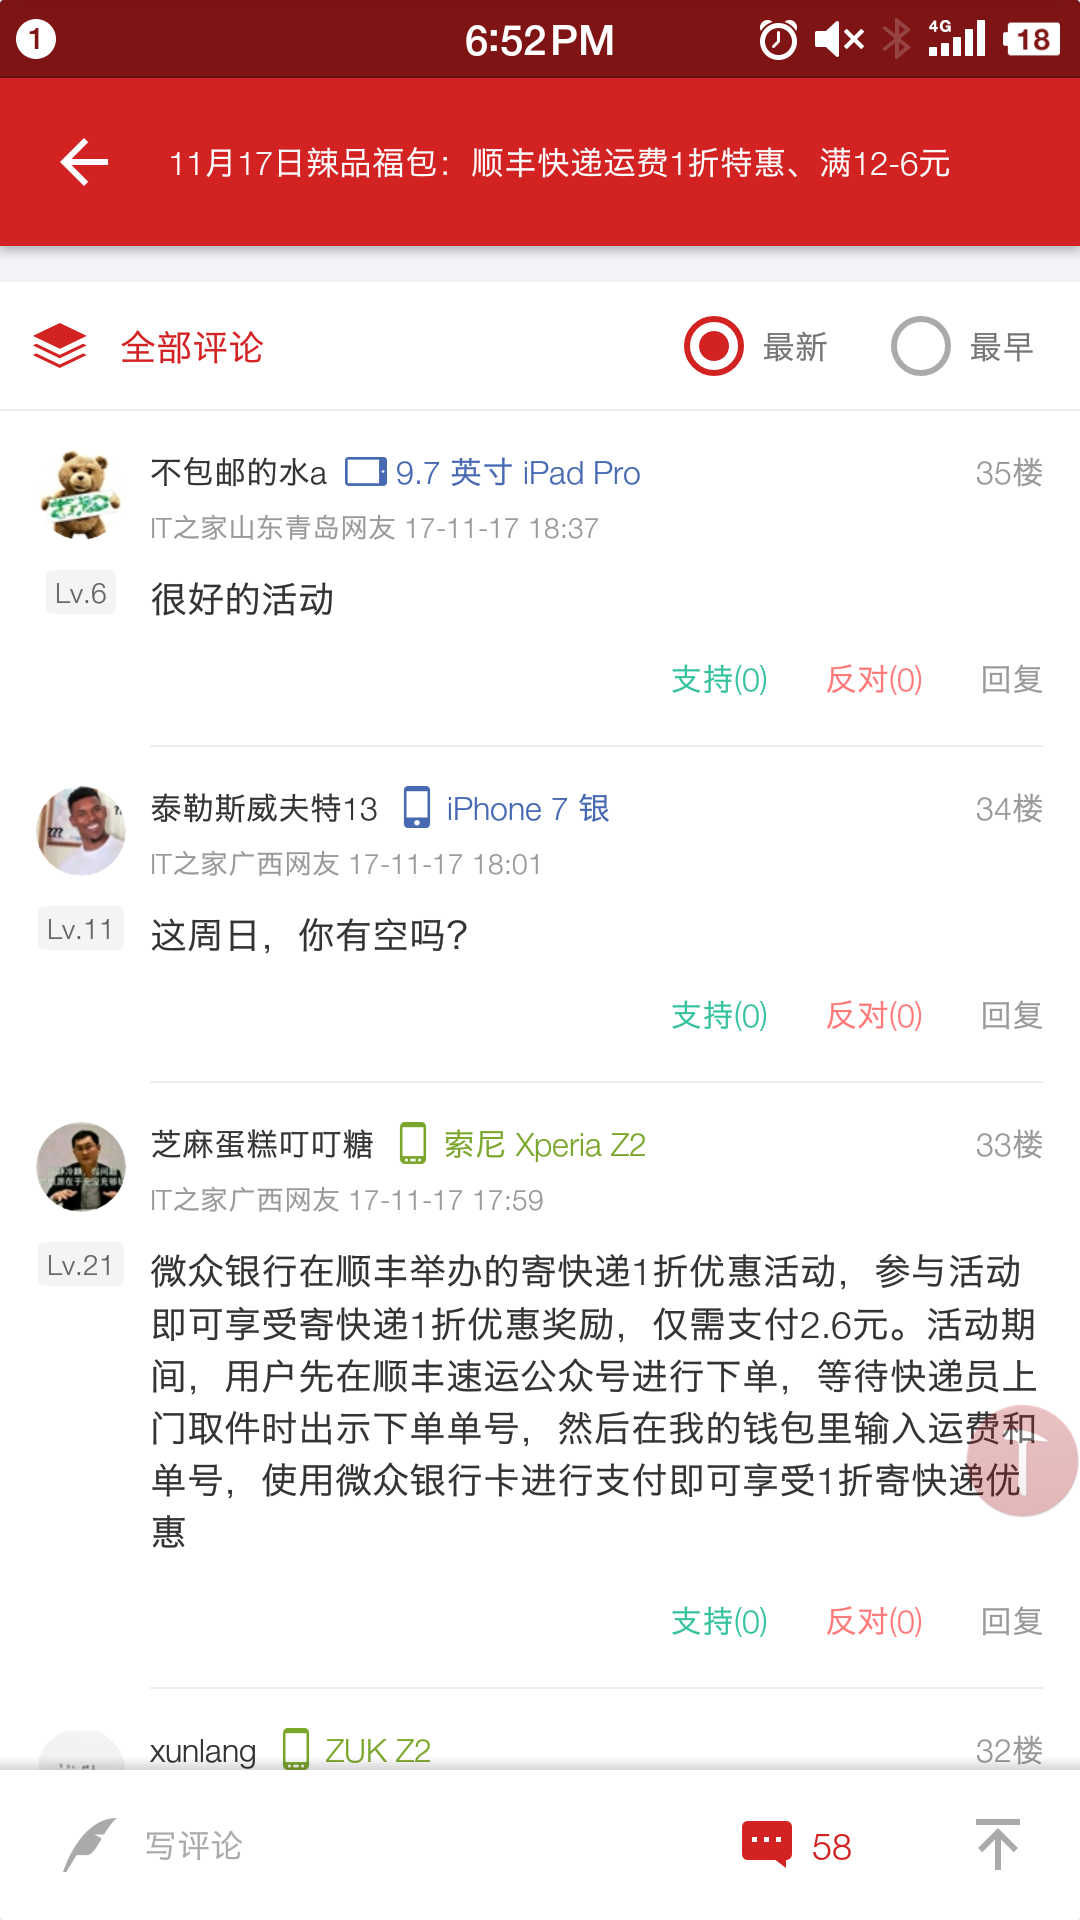 1
6:52PM
4G
18
11月17日辣品福包：顺丰快递运费1折特惠、满12-6元
全部评论
最新
最早
不包邮的水a 9.7 英寸 iPad Pro 35楼
IT之家山东青岛网友 17-11-17 18:37
Lv.6
很好的活动
支持(0) 反对(0) 回复
泰勒斯威夫特13 iPhone 7 银 34楼
IT之家广西网友 17-11-17 18:01
Lv.11
这周日，你有空吗？
支持(0) 反对(0) 回复
芝麻蛋糕叮叮糖 索尼 Xperia Z2 33楼
IT之家广西网友 17-11-17 17:59
Lv.21
微众银行在顺丰举办的寄快递1折优惠活动，参与活动
即可享受寄快递1折优惠奖励，仅需支付2.6元。活动期
间，用户先在顺丰速运公众号进行下单，等待快递员上
门取件时出示下单单号，然后在我的钱包里输入运费和
单号，使用微众银行卡进行支付即可享受1折寄快递优
惠
支持(0) 反对(0) 回复
xunlang ZUK Z2 32楼
写评论
58